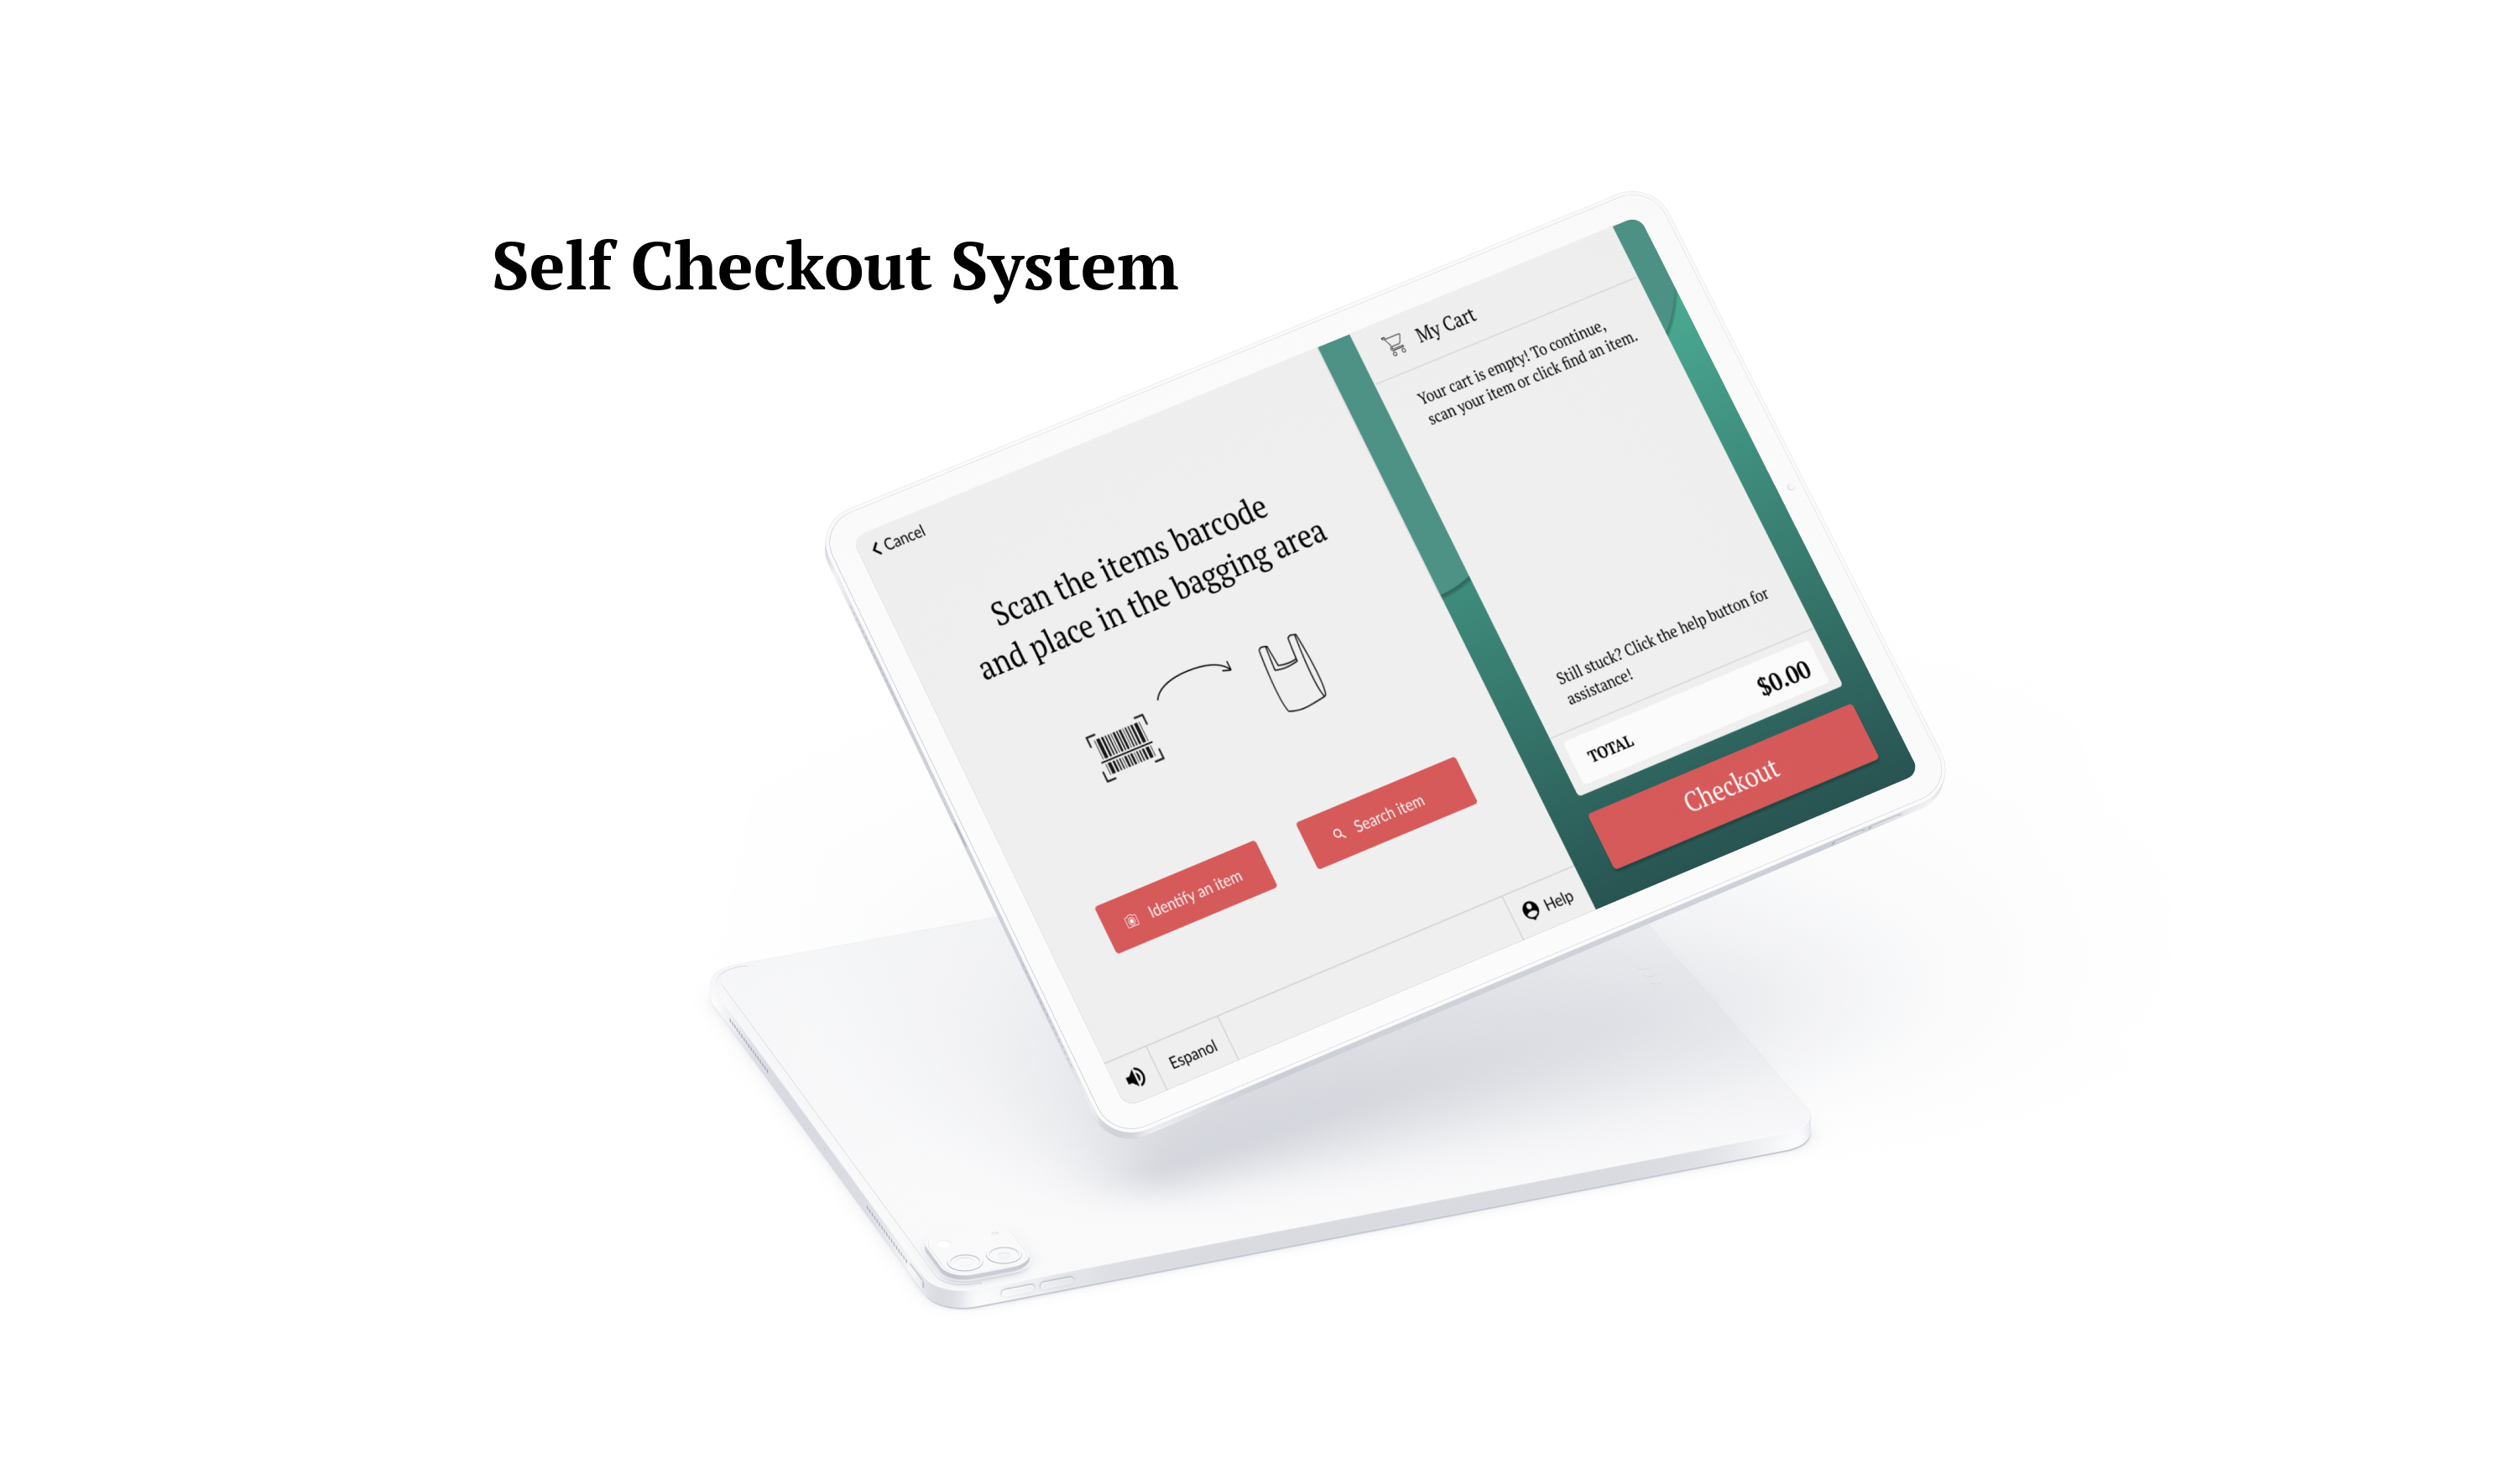 Self Checkout System
Cancel
Scan the items barcode
and place in the bagging area
Identify an item
Search item
Espanol
Help
My Cart
Your cart is empty! To continue,
scan your item or click find an item.
Still stuck? Click the help button for
assistance!
TOTAL $0.00
Checkout